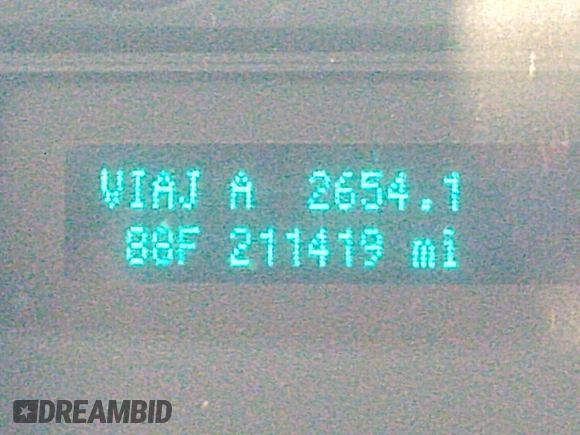 VIAJ A 2654.1
88F 211419 mi
DREAMBID